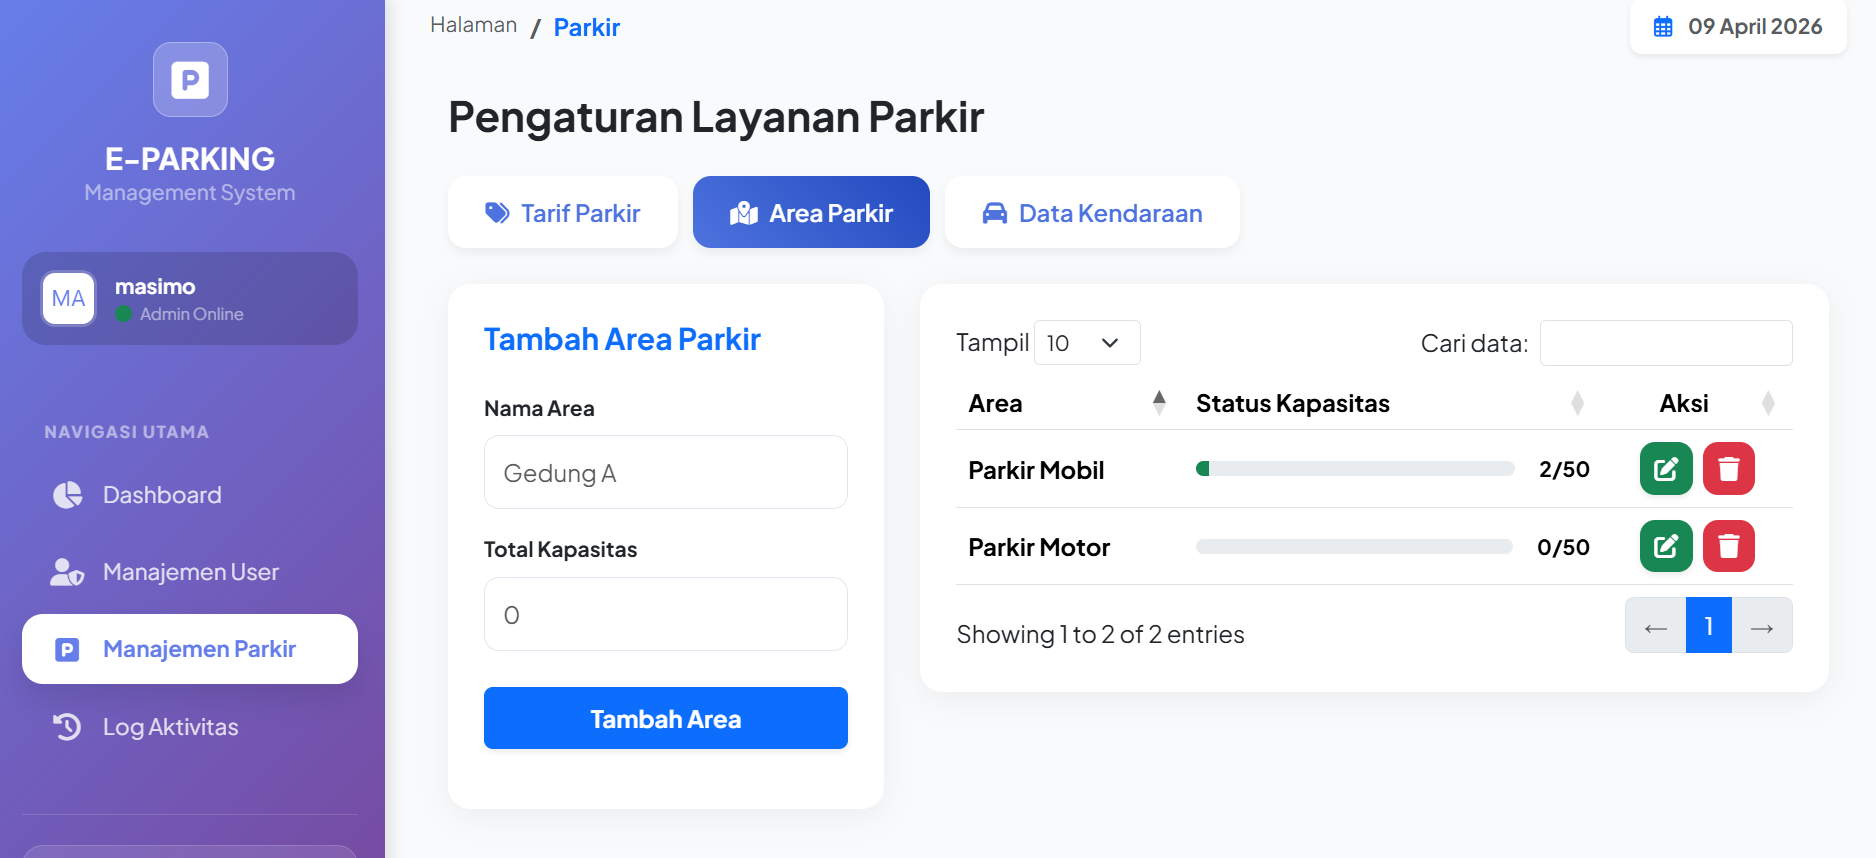 P
E-PARKING
Management System
MA
masimo
Admin Online
NAVIGASI UTAMA
Dashboard
Manajemen User
P
Manajemen Parkir
Log Aktivitas
Halaman / Parkir
09 April 2026
Pengaturan Layanan Parkir
Tarif Parkir
Area Parkir
Data Kendaraan
Tambah Area Parkir
Nama Area
Gedung A
Total Kapasitas
0
Tambah Area
Tampil 10
Cari data:
Area Status Kapasitas Aksi
Parkir Mobil 2/50
Parkir Motor 0/50
Showing 1 to 2 of 2 entries
← 1 →